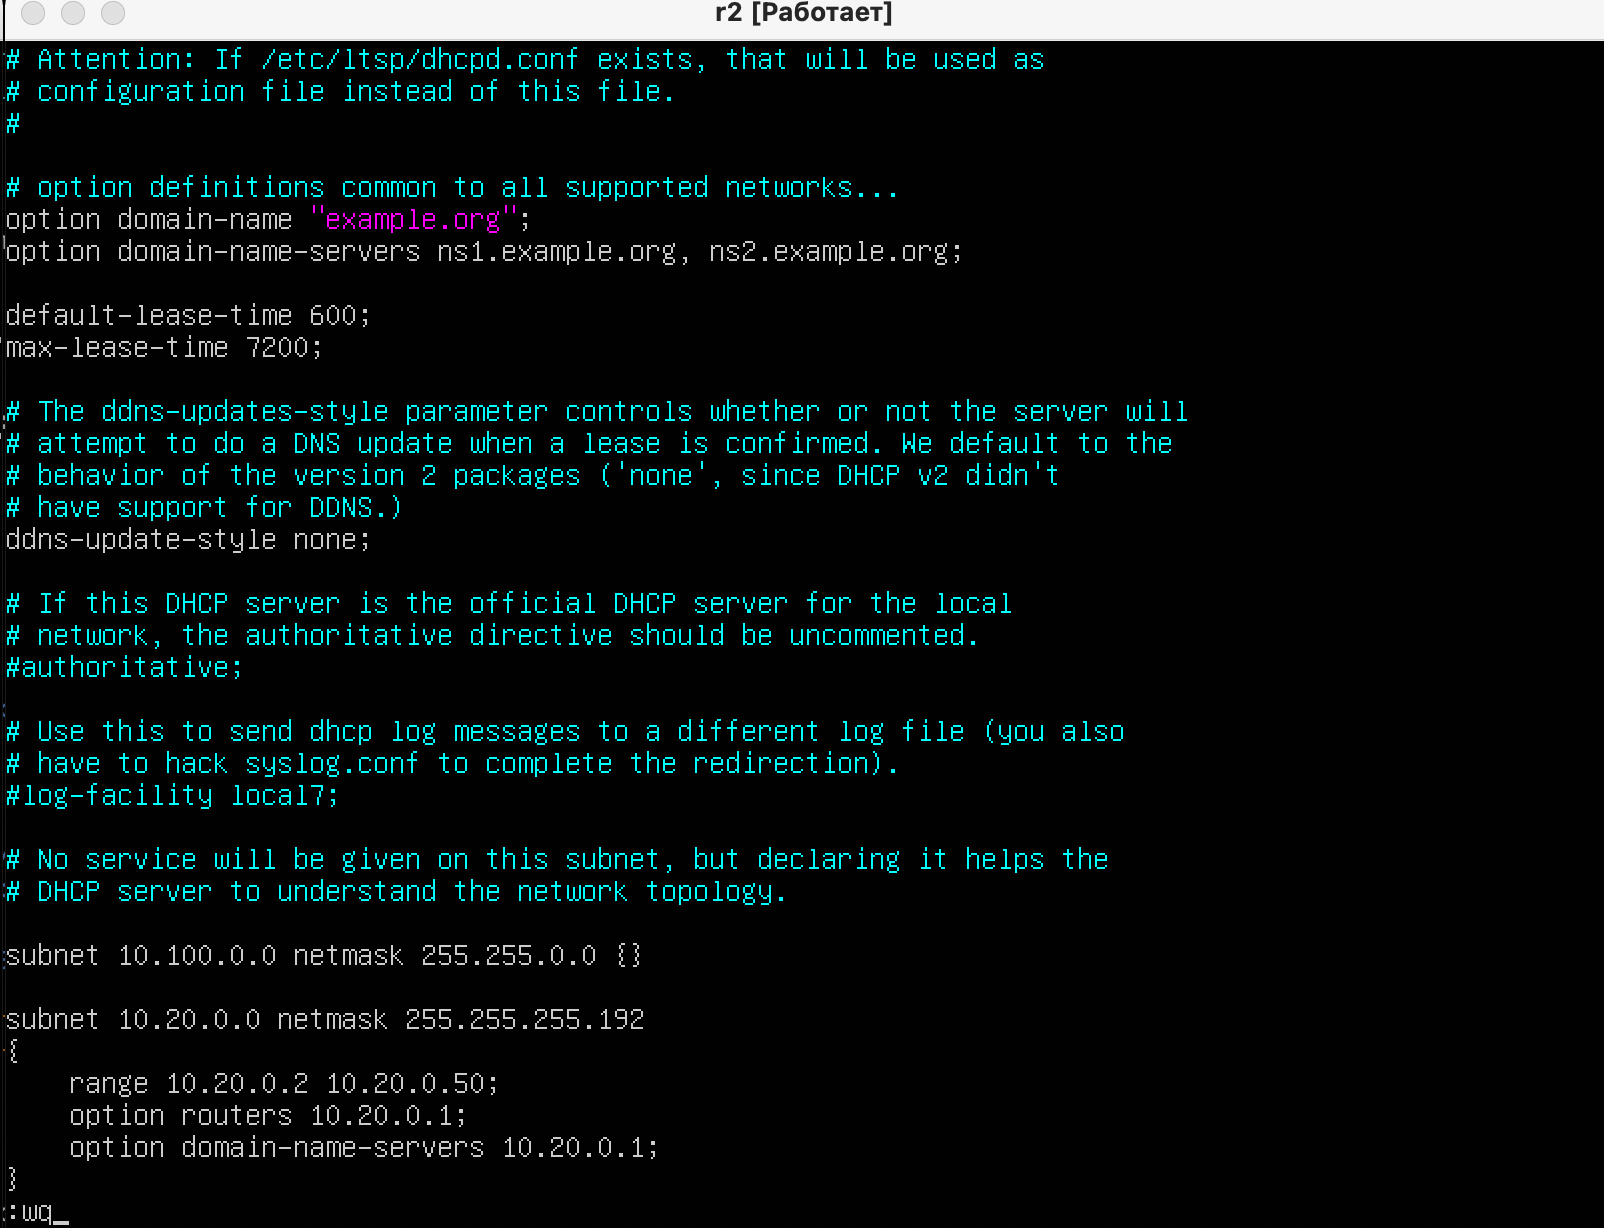 r2 [Работает]
# Attention: If /etc/ltsp/dhcpd.conf exists, that will be used as
# configuration file instead of this file.
#
# option definitions common to all supported networks...
option domain-name "example.org";
option domain-name-servers ns1.example.org, ns2.example.org;
default-lease-time 600;
max-lease-time 7200;
# The ddns-updates-style parameter controls whether or not the server will
# attempt to do a DNS update when a lease is confirmed. We default to the
# behavior of the version 2 packages ('none', since DHCP v2 didn't
# have support for DDNS.)
ddns-update-style none;
# If this DHCP server is the official DHCP server for the local
# network, the authoritative directive should be uncommented.
#authoritative;
# Use this to send dhcp log messages to a different log file (you also
# have to hack syslog.conf to complete the redirection).
#log-facility local7;
# No service will be given on this subnet, but declaring it helps the
# DHCP server to understand the network topology.
subnet 10.100.0.0 netmask 255.255.0.0 {}
subnet 10.20.0.0 netmask 255.255.255.192
{
    range 10.20.0.2 10.20.0.50;
    option routers 10.20.0.1;
    option domain-name-servers 10.20.0.1;
}
:wq_